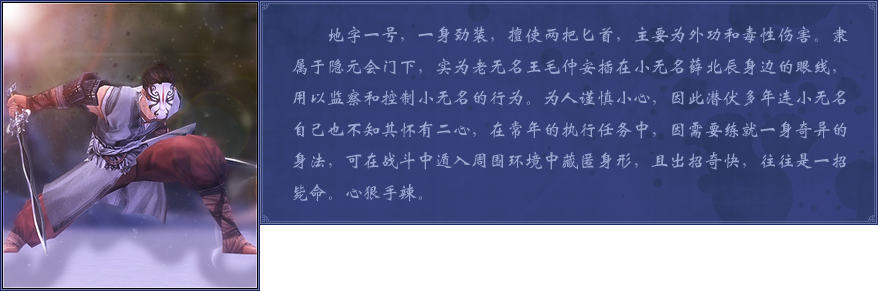 地字一号，一身劲装，擅使两把匕首，主要为外功和毒性伤害。隶
属于隐元会门下，实为老无名王毛仲安插在小无名薛北辰身边的眼线，
用以监察和控制小无名的行为。为人谨慎小心，因此潜伏多年连小无名
自己也不知其怀有二心，在常年的执行任务中，因需要练就一身奇异的
身法，可在战斗中遁入周围环境中藏匿身形，且出招奇快，往往是一招
毙命。心狠手辣。